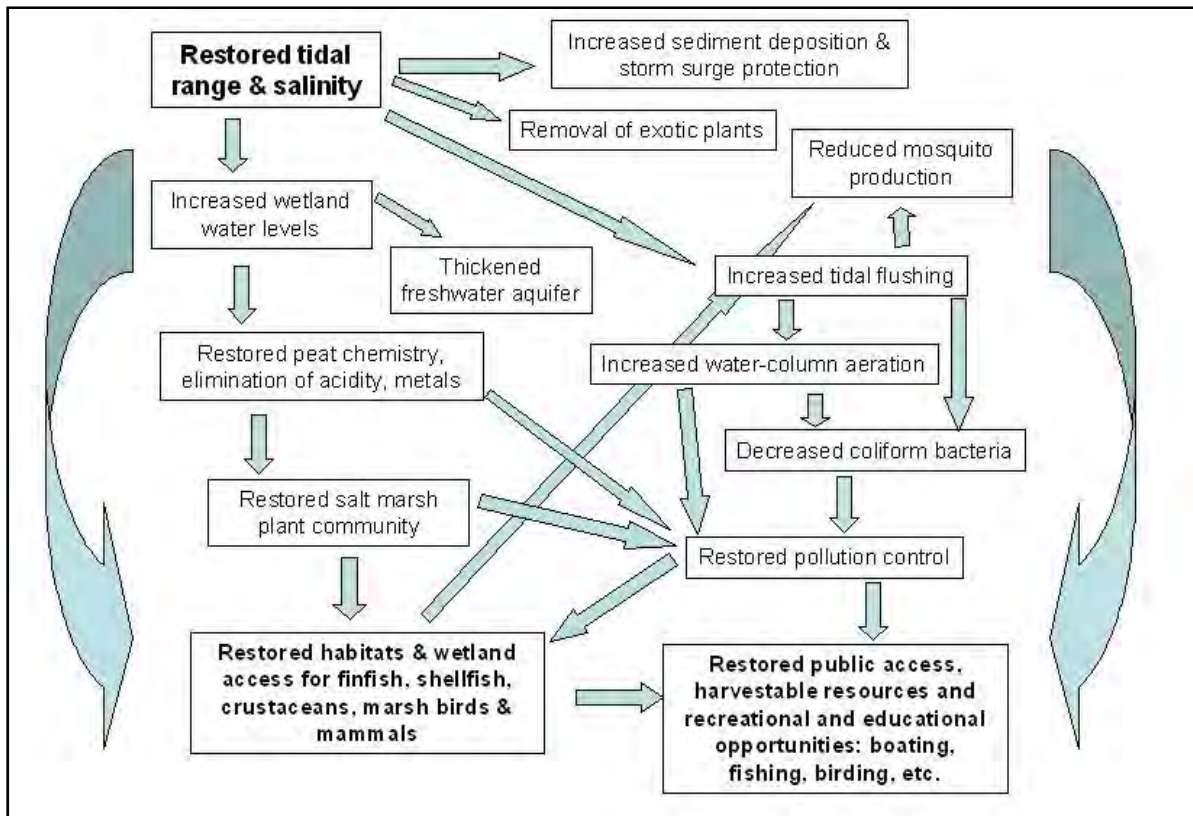 Restored tidal
range & salinity
Increased sediment deposition &
storm surge protection
Removal of exotic plants
Reduced mosquito
production
Increased wetland
water levels
Thickened
freshwater aquifer
Increased tidal flushing
Restored peat chemistry,
elimination of acidity, metals
Increased water-column aeration
Decreased coliform bacteria
Restored salt marsh
plant community
Restored pollution control
Restored habitats & wetland
access for finfish, shellfish,
crustaceans, marsh birds &
mammals
Restored public access,
harvestable resources and
recreational and educational
opportunities: boating,
fishing, birding, etc.